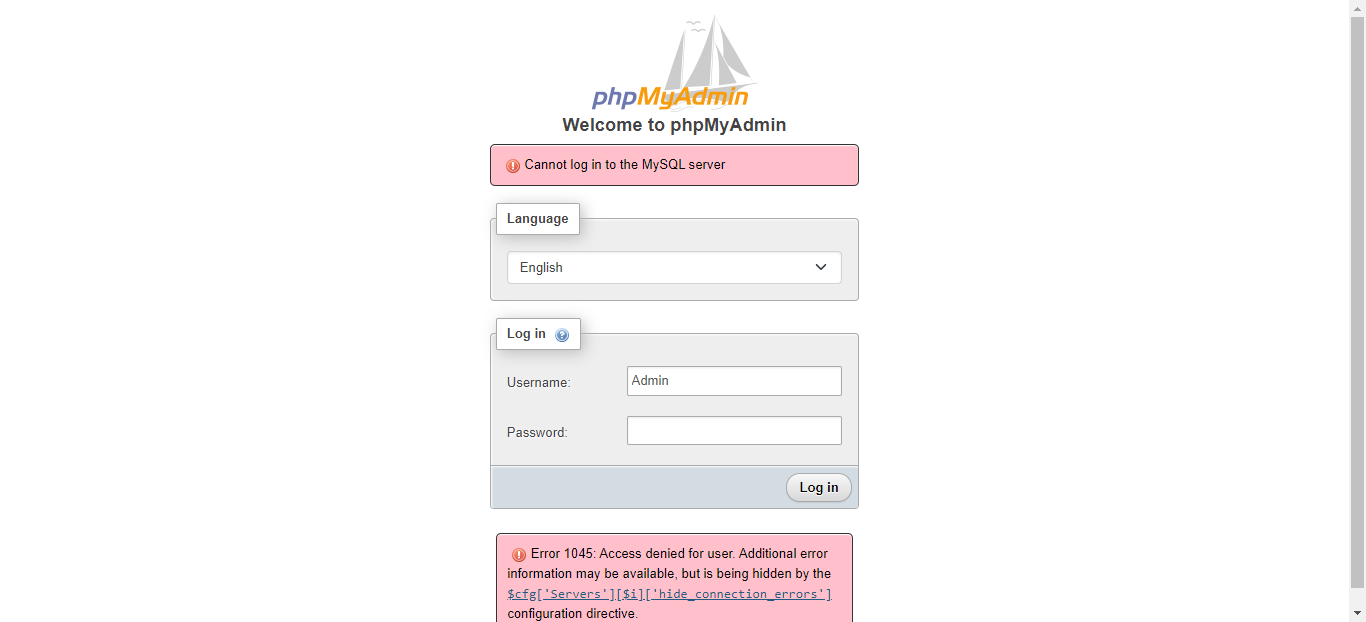 phpMyAdmin
Welcome to phpMyAdmin
Cannot log in to the MySQL server
Language
English
Log in
Username:
Admin
Password:
Log in
Error 1045: Access denied for user. Additional error
information may be available, but is being hidden by the
$cfg['Servers'][$i]['hide_connection_errors']
configuration directive.